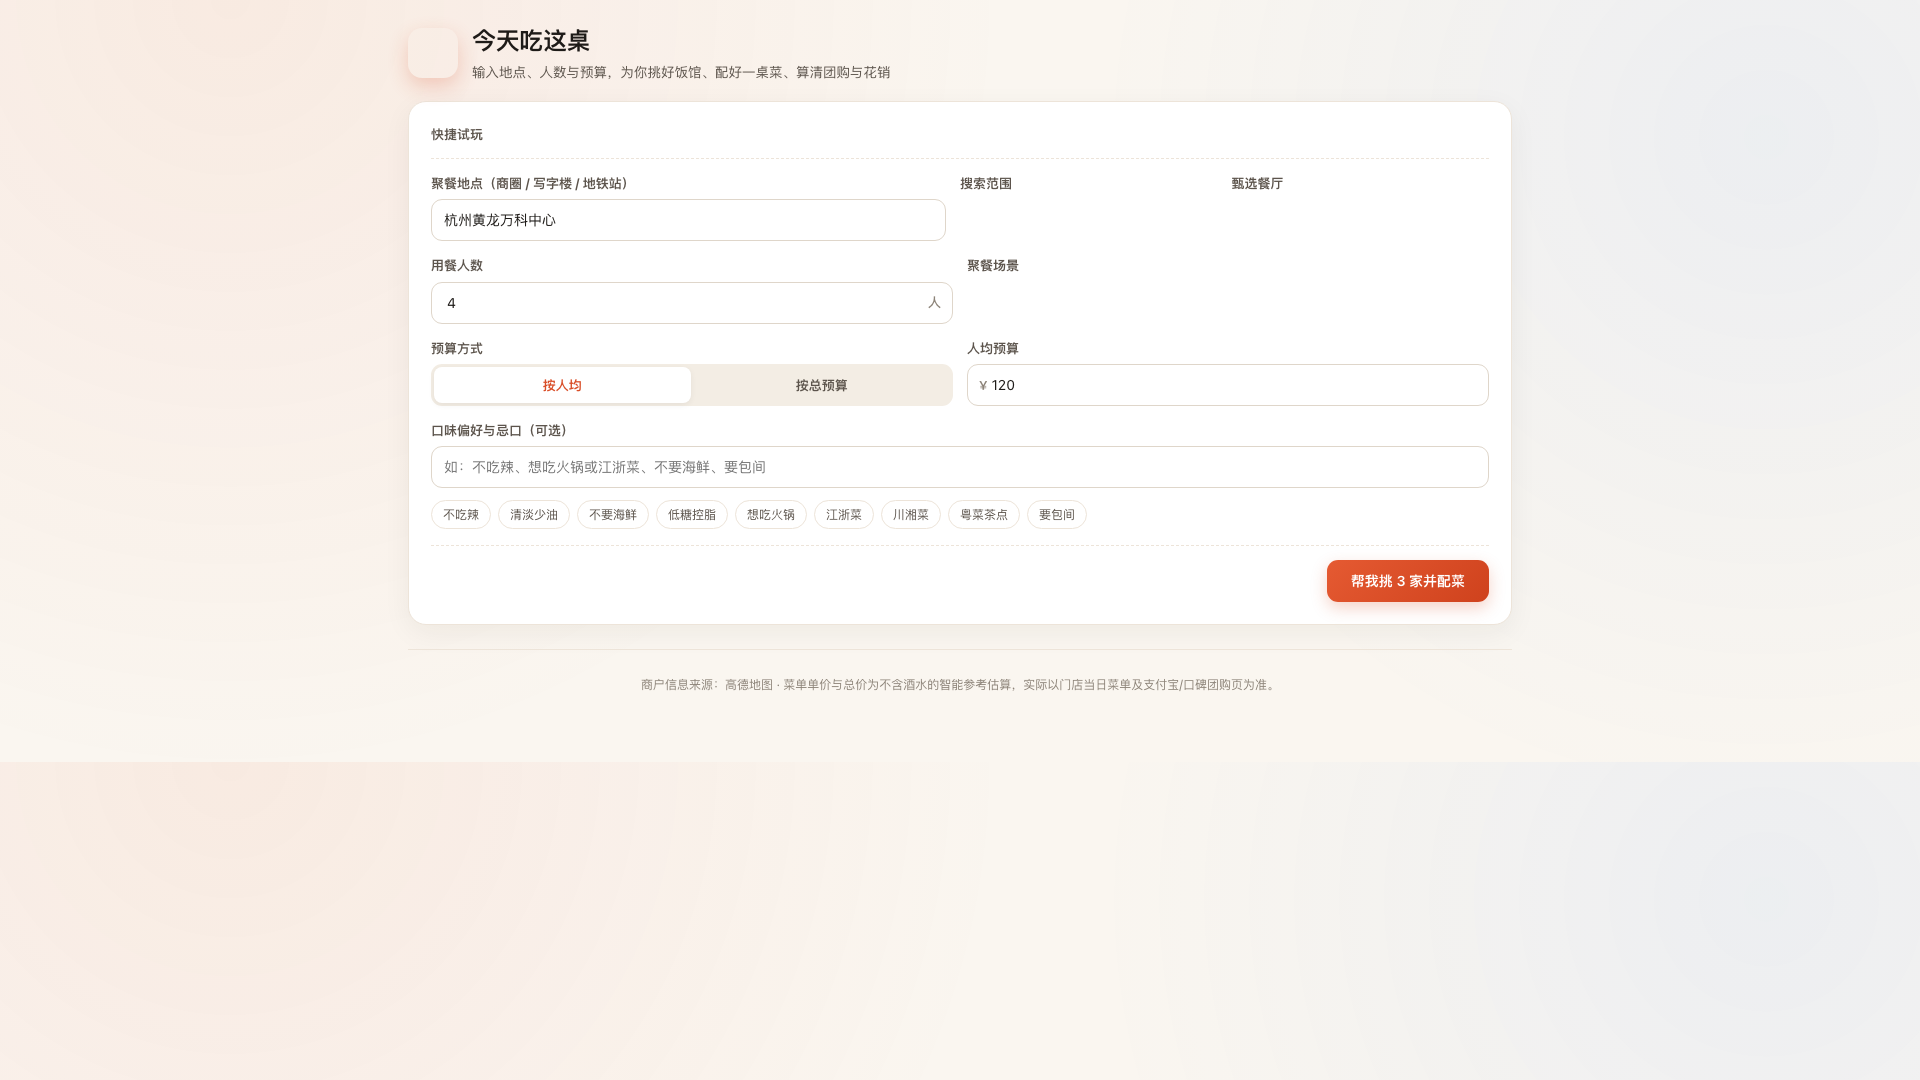 今天吃这桌
输入地点、人数与预算，为你挑好饭馆、配好一桌菜、算清团购与花销
快捷试玩
聚餐地点（商圈 / 写字楼 / 地铁站）
搜索范围
甄选餐厅
杭州黄龙万科中心
用餐人数
聚餐场景
4
人
预算方式
人均预算
按人均
按总预算
¥ 120
口味偏好与忌口（可选）
如：不吃辣、想吃火锅或江浙菜、不要海鲜、要包间
不吃辣
清淡少油
不要海鲜
低糖控脂
想吃火锅
江浙菜
川湘菜
粤菜茶点
要包间
帮我挑 3 家并配菜
商户信息来源：高德地图 · 菜单单价与总价为不含酒水的智能参考估算，实际以门店当日菜单及支付宝/口碑团购页为准。